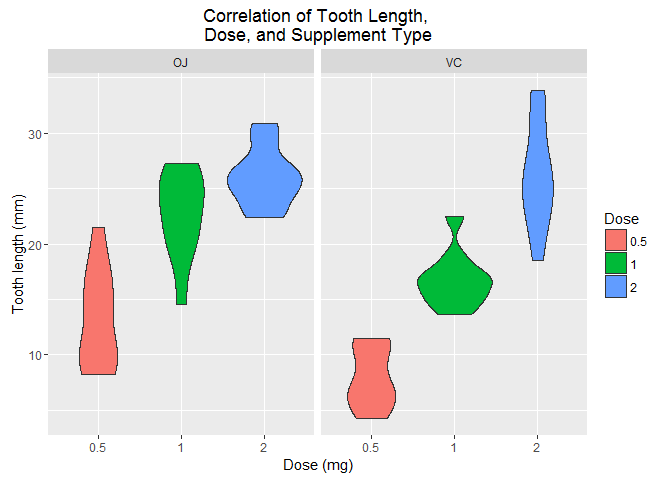 Correlation of Tooth Length,
Dose, and Supplement Type
OJ
VC
30
20
10
Tooth length (mm)
0.5
1
2
0.5
1
2
Dose (mg)
Dose
0.5
1
2